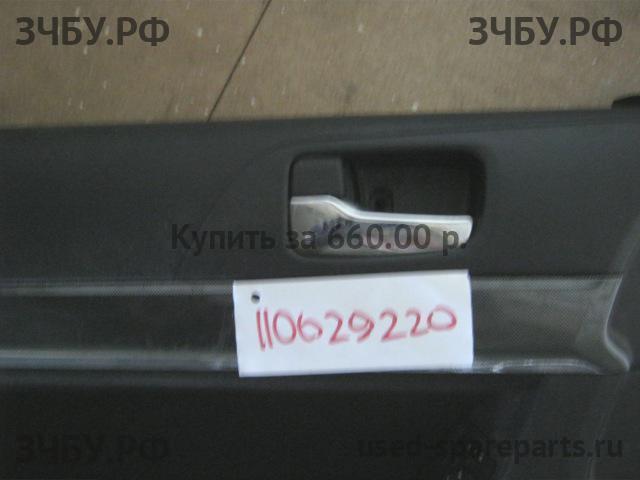 ЗЧБУ.РФ
ЗЧБУ.РФ
Купить за 660.00 р.
110629220
ЗЧБУ.РФ
used-spareparts.ru